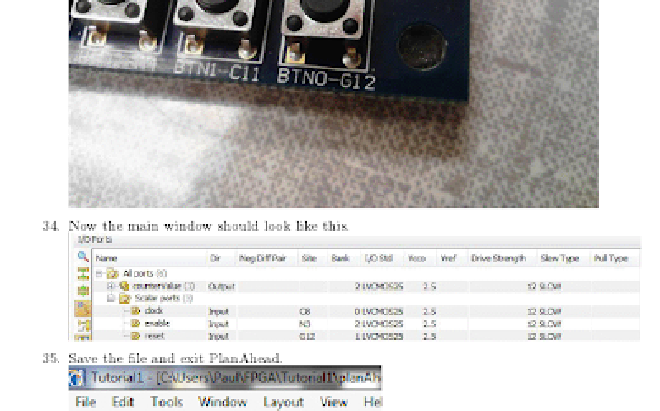 BTN1-C11 BTN0-G12
34. Now the main window should look like this.
I/O Ports
Name Dir Neg Diff Pair Site Bank I/O Std Vcco Vref Drive Strength Slew Type Pull Type
All ports (6)
counterValue (3) Output 2 LVCMOS25 2.5 12 SLOW
Scalar ports (3)
clock Input C8 0 LVCMOS25 2.5 12 SLOW
enable Input N3 2 LVCMOS25 2.5 12 SLOW
reset Input G12 1 LVCMOS25 2.5 12 SLOW
35. Save the file and exit PlanAhead.
Tutorial1 - [C:\Users\Paul\FPGA\Tutorial1\planAh
File Edit Tools Window Layout View Hel